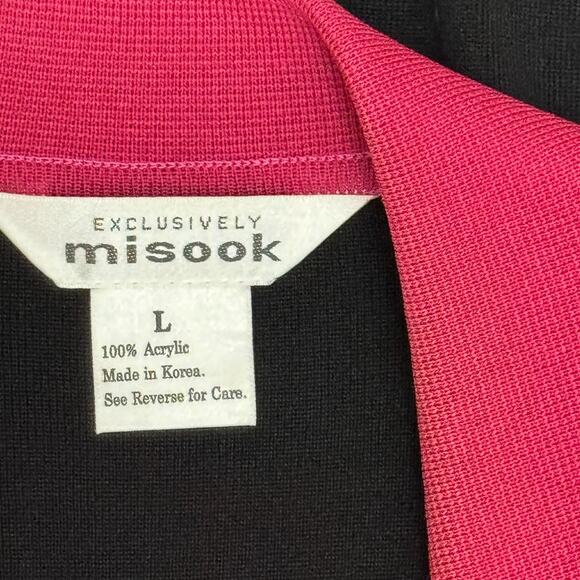 EXCLUSIVELY
misook
L
100% Acrylic
Made in Korea.
See Reverse for Care.